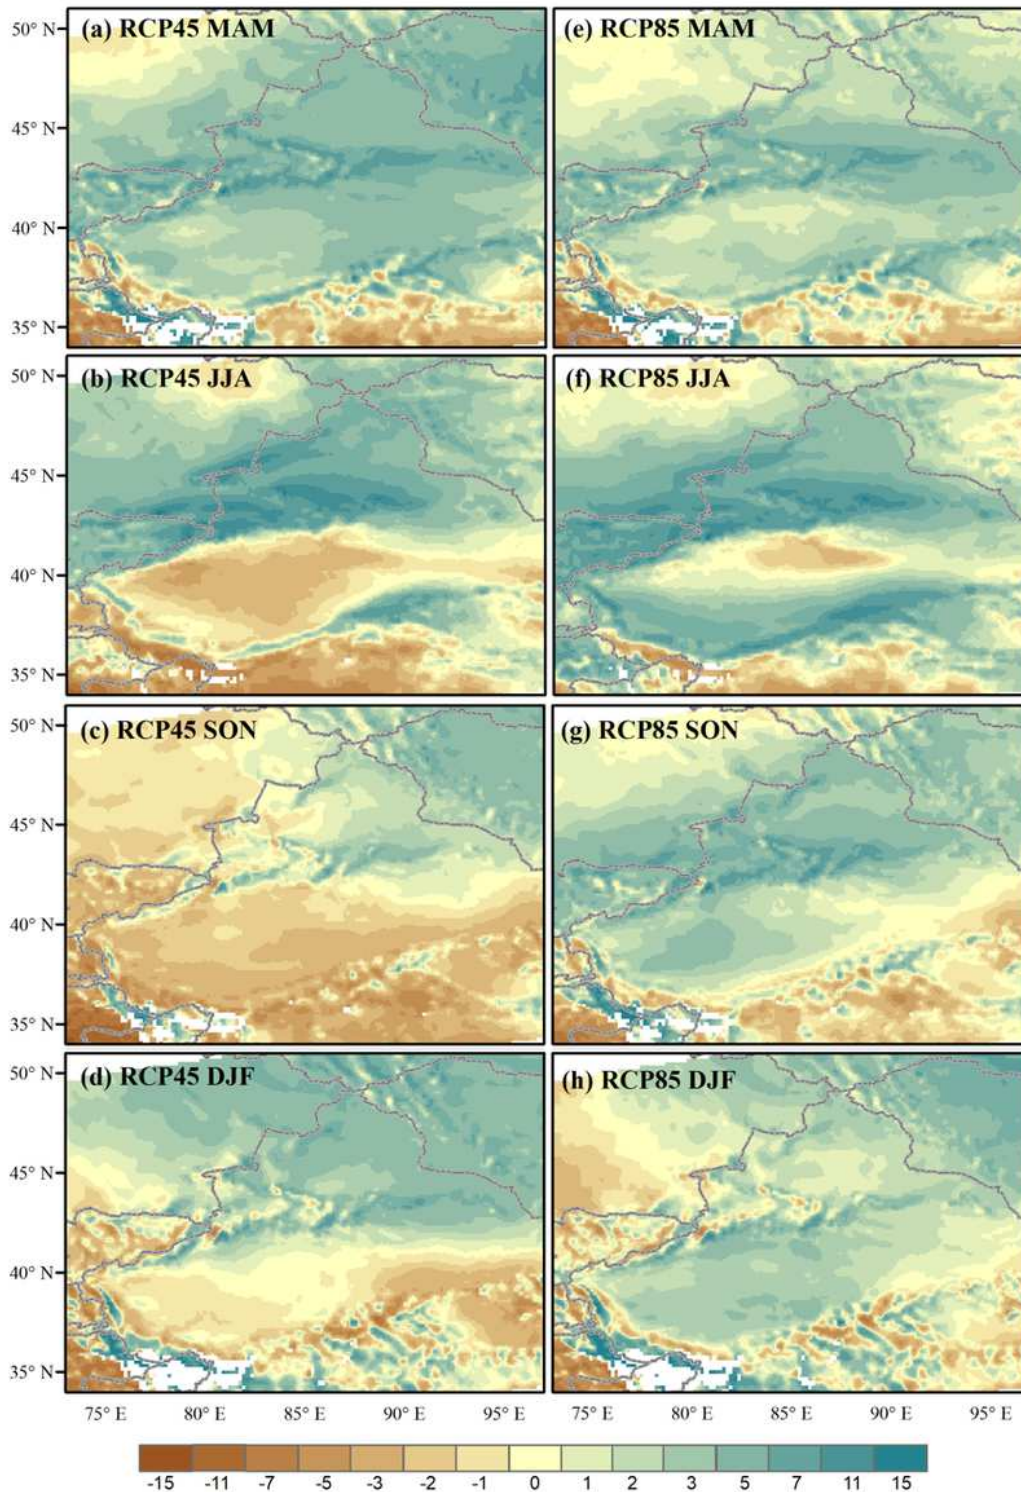 (a) RCP45 MAM
(e) RCP85 MAM
50° N
45° N
40° N
35° N
(b) RCP45 JJA
(f) RCP85 JJA
50° N
45° N
40° N
35° N
(c) RCP45 SON
(g) RCP85 SON
50° N
45° N
40° N
35° N
(d) RCP45 DJF
(h) RCP85 DJF
50° N
45° N
40° N
35° N
75° E 80° E 85° E 90° E 95° E 75° E 80° E 85° E 90° E 95° E
-15 -11 -7 -5 -3 -2 -1 0 1 2 3 5 7 11 15